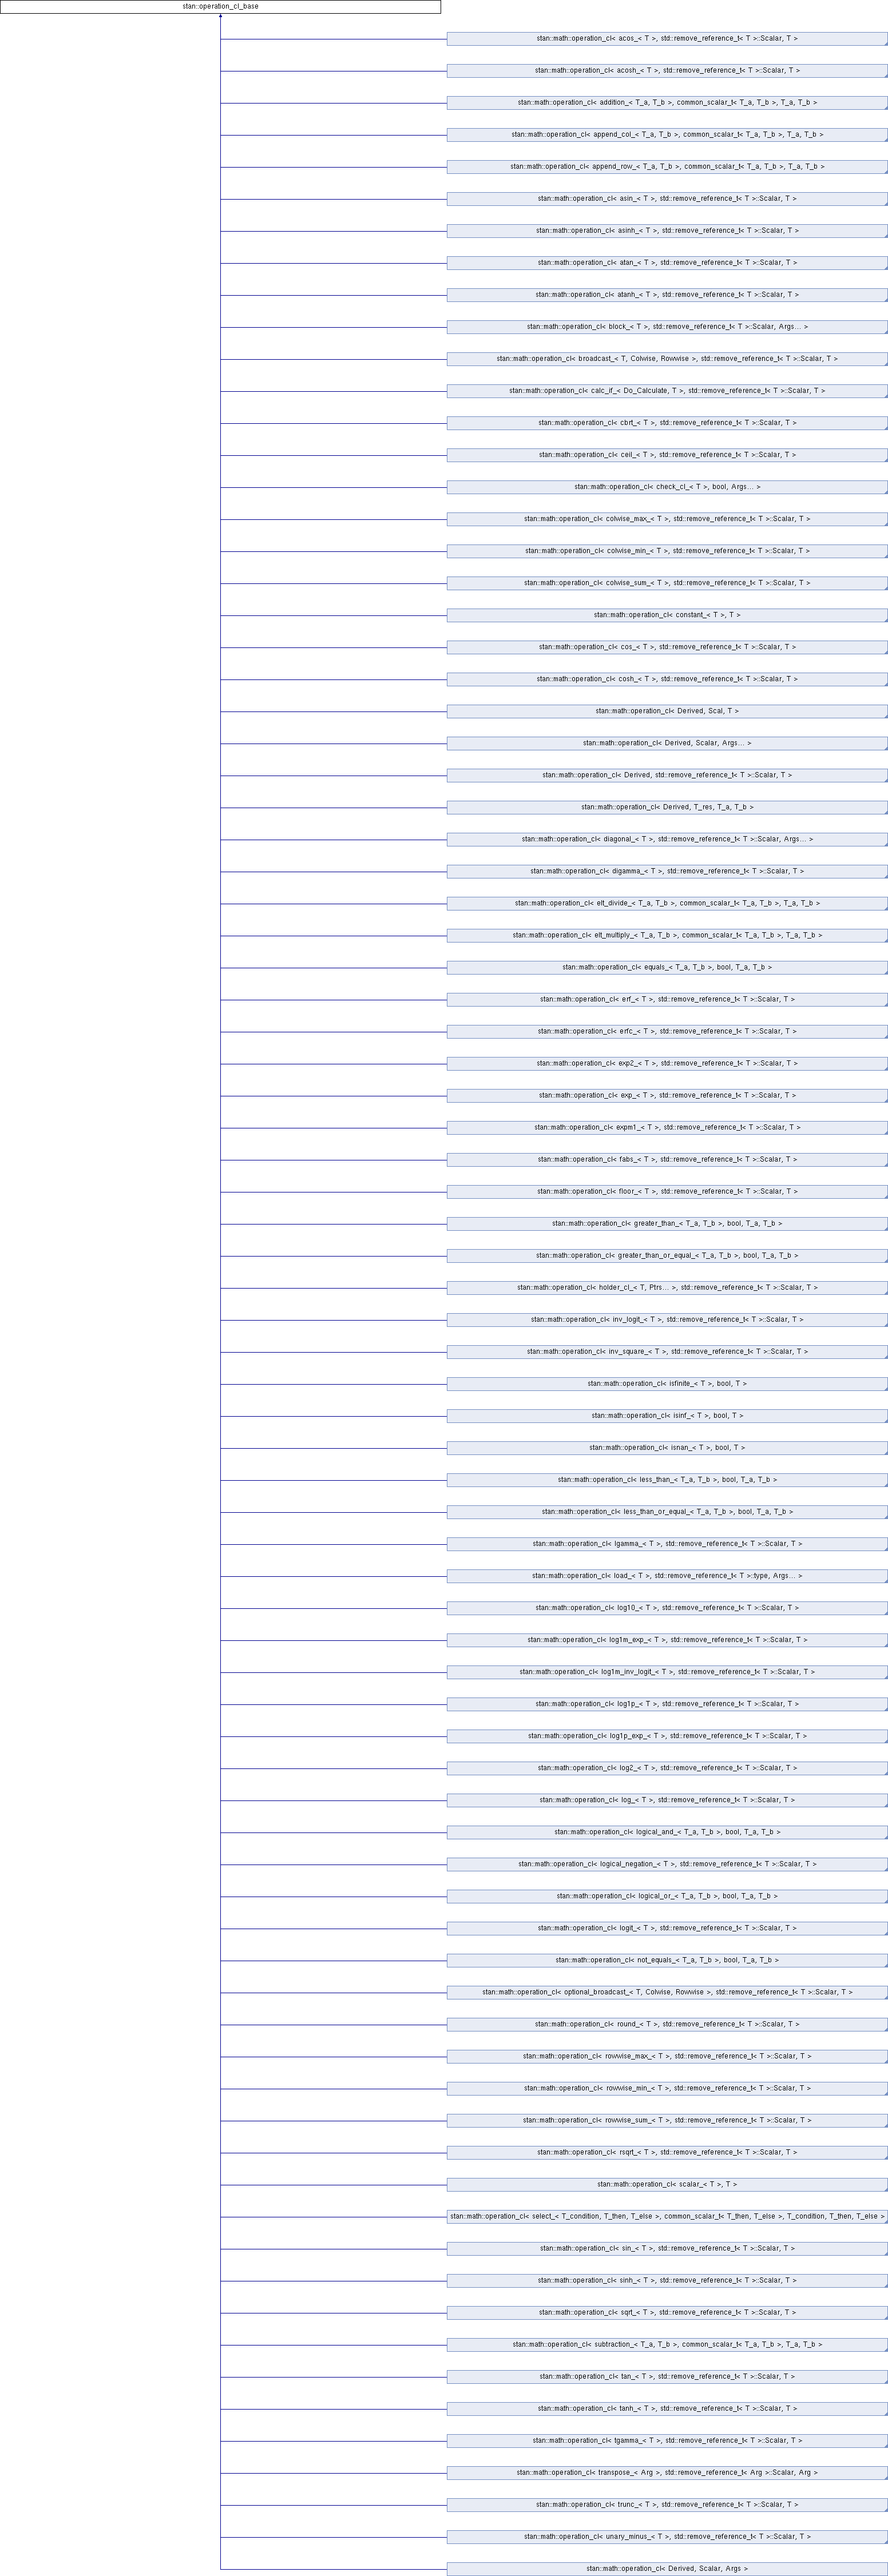 stan::operation_cl_base
stan::math::operation_cl< acos_< T >, std::remove_reference_t< T >::Scalar, T >
stan::math::operation_cl< acosh_< T >, std::remove_reference_t< T >::Scalar, T >
stan::math::operation_cl< addition_< T_a, T_b >, common_scalar_t< T_a, T_b >, T_a, T_b >
stan::math::operation_cl< append_col_< T_a, T_b >, common_scalar_t< T_a, T_b >, T_a, T_b >
stan::math::operation_cl< append_row_< T_a, T_b >, common_scalar_t< T_a, T_b >, T_a, T_b >
stan::math::operation_cl< asin_< T >, std::remove_reference_t< T >::Scalar, T >
stan::math::operation_cl< asinh_< T >, std::remove_reference_t< T >::Scalar, T >
stan::math::operation_cl< atan_< T >, std::remove_reference_t< T >::Scalar, T >
stan::math::operation_cl< atanh_< T >, std::remove_reference_t< T >::Scalar, T >
stan::math::operation_cl< block_< T >, std::remove_reference_t< T >::Scalar, Args... >
stan::math::operation_cl< broadcast_< T, Colwise, Rowwise >, std::remove_reference_t< T >::Scalar, T >
stan::math::operation_cl< calc_if_< Do_Calculate, T >, std::remove_reference_t< T >::Scalar, T >
stan::math::operation_cl< cbrt_< T >, std::remove_reference_t< T >::Scalar, T >
stan::math::operation_cl< ceil_< T >, std::remove_reference_t< T >::Scalar, T >
stan::math::operation_cl< check_cl_< T >, bool, Args... >
stan::math::operation_cl< colwise_max_< T >, std::remove_reference_t< T >::Scalar, T >
stan::math::operation_cl< colwise_min_< T >, std::remove_reference_t< T >::Scalar, T >
stan::math::operation_cl< colwise_sum_< T >, std::remove_reference_t< T >::Scalar, T >
stan::math::operation_cl< constant_< T >, T >
stan::math::operation_cl< cos_< T >, std::remove_reference_t< T >::Scalar, T >
stan::math::operation_cl< cosh_< T >, std::remove_reference_t< T >::Scalar, T >
stan::math::operation_cl< Derived, Scal, T >
stan::math::operation_cl< Derived, Scalar, Args... >
stan::math::operation_cl< Derived, std::remove_reference_t< T >::Scalar, T >
stan::math::operation_cl< Derived, T_res, T_a, T_b >
stan::math::operation_cl< diagonal_< T >, std::remove_reference_t< T >::Scalar, Args... >
stan::math::operation_cl< digamma_< T >, std::remove_reference_t< T >::Scalar, T >
stan::math::operation_cl< elt_divide_< T_a, T_b >, common_scalar_t< T_a, T_b >, T_a, T_b >
stan::math::operation_cl< elt_multiply_< T_a, T_b >, common_scalar_t< T_a, T_b >, T_a, T_b >
stan::math::operation_cl< equals_< T_a, T_b >, bool, T_a, T_b >
stan::math::operation_cl< erf_< T >, std::remove_reference_t< T >::Scalar, T >
stan::math::operation_cl< erfc_< T >, std::remove_reference_t< T >::Scalar, T >
stan::math::operation_cl< exp2_< T >, std::remove_reference_t< T >::Scalar, T >
stan::math::operation_cl< exp_< T >, std::remove_reference_t< T >::Scalar, T >
stan::math::operation_cl< expm1_< T >, std::remove_reference_t< T >::Scalar, T >
stan::math::operation_cl< fabs_< T >, std::remove_reference_t< T >::Scalar, T >
stan::math::operation_cl< floor_< T >, std::remove_reference_t< T >::Scalar, T >
stan::math::operation_cl< greater_than_< T_a, T_b >, bool, T_a, T_b >
stan::math::operation_cl< greater_than_or_equal_< T_a, T_b >, bool, T_a, T_b >
stan::math::operation_cl< holder_cl_< T, Ptrs... >, std::remove_reference_t< T >::Scalar, T >
stan::math::operation_cl< inv_logit_< T >, std::remove_reference_t< T >::Scalar, T >
stan::math::operation_cl< inv_square_< T >, std::remove_reference_t< T >::Scalar, T >
stan::math::operation_cl< isfinite_< T >, bool, T >
stan::math::operation_cl< isinf_< T >, bool, T >
stan::math::operation_cl< isnan_< T >, bool, T >
stan::math::operation_cl< less_than_< T_a, T_b >, bool, T_a, T_b >
stan::math::operation_cl< less_than_or_equal_< T_a, T_b >, bool, T_a, T_b >
stan::math::operation_cl< lgamma_< T >, std::remove_reference_t< T >::Scalar, T >
stan::math::operation_cl< load_< T >, std::remove_reference_t< T >::type, Args... >
stan::math::operation_cl< log10_< T >, std::remove_reference_t< T >::Scalar, T >
stan::math::operation_cl< log1m_exp_< T >, std::remove_reference_t< T >::Scalar, T >
stan::math::operation_cl< log1m_inv_logit_< T >, std::remove_reference_t< T >::Scalar, T >
stan::math::operation_cl< log1p_< T >, std::remove_reference_t< T >::Scalar, T >
stan::math::operation_cl< log1p_exp_< T >, std::remove_reference_t< T >::Scalar, T >
stan::math::operation_cl< log2_< T >, std::remove_reference_t< T >::Scalar, T >
stan::math::operation_cl< log_< T >, std::remove_reference_t< T >::Scalar, T >
stan::math::operation_cl< logical_and_< T_a, T_b >, bool, T_a, T_b >
stan::math::operation_cl< logical_negation_< T >, std::remove_reference_t< T >::Scalar, T >
stan::math::operation_cl< logical_or_< T_a, T_b >, bool, T_a, T_b >
stan::math::operation_cl< logit_< T >, std::remove_reference_t< T >::Scalar, T >
stan::math::operation_cl< not_equals_< T_a, T_b >, bool, T_a, T_b >
stan::math::operation_cl< optional_broadcast_< T, Colwise, Rowwise >, std::remove_reference_t< T >::Scalar, T >
stan::math::operation_cl< round_< T >, std::remove_reference_t< T >::Scalar, T >
stan::math::operation_cl< rowwise_max_< T >, std::remove_reference_t< T >::Scalar, T >
stan::math::operation_cl< rowwise_min_< T >, std::remove_reference_t< T >::Scalar, T >
stan::math::operation_cl< rowwise_sum_< T >, std::remove_reference_t< T >::Scalar, T >
stan::math::operation_cl< rsqrt_< T >, std::remove_reference_t< T >::Scalar, T >
stan::math::operation_cl< scalar_< T >, T >
stan::math::operation_cl< select_< T_condition, T_then, T_else >, common_scalar_t< T_then, T_else >, T_condition, T_then, T_else >
stan::math::operation_cl< sin_< T >, std::remove_reference_t< T >::Scalar, T >
stan::math::operation_cl< sinh_< T >, std::remove_reference_t< T >::Scalar, T >
stan::math::operation_cl< sqrt_< T >, std::remove_reference_t< T >::Scalar, T >
stan::math::operation_cl< subtraction_< T_a, T_b >, common_scalar_t< T_a, T_b >, T_a, T_b >
stan::math::operation_cl< tan_< T >, std::remove_reference_t< T >::Scalar, T >
stan::math::operation_cl< tanh_< T >, std::remove_reference_t< T >::Scalar, T >
stan::math::operation_cl< tgamma_< T >, std::remove_reference_t< T >::Scalar, T >
stan::math::operation_cl< transpose_< Arg >, std::remove_reference_t< Arg >::Scalar, Arg >
stan::math::operation_cl< trunc_< T >, std::remove_reference_t< T >::Scalar, T >
stan::math::operation_cl< unary_minus_< T >, std::remove_reference_t< T >::Scalar, T >
stan::math::operation_cl< Derived, Scalar, Args >